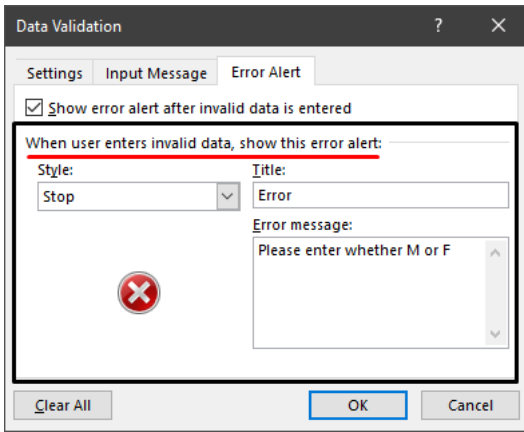 Data Validation ? ×
Settings Input Message Error Alert
Show error alert after invalid data is entered
When user enters invalid data, show this error alert:
Style: Title:
Stop Error
Error message:
Please enter whether M or F
Clear All OK Cancel